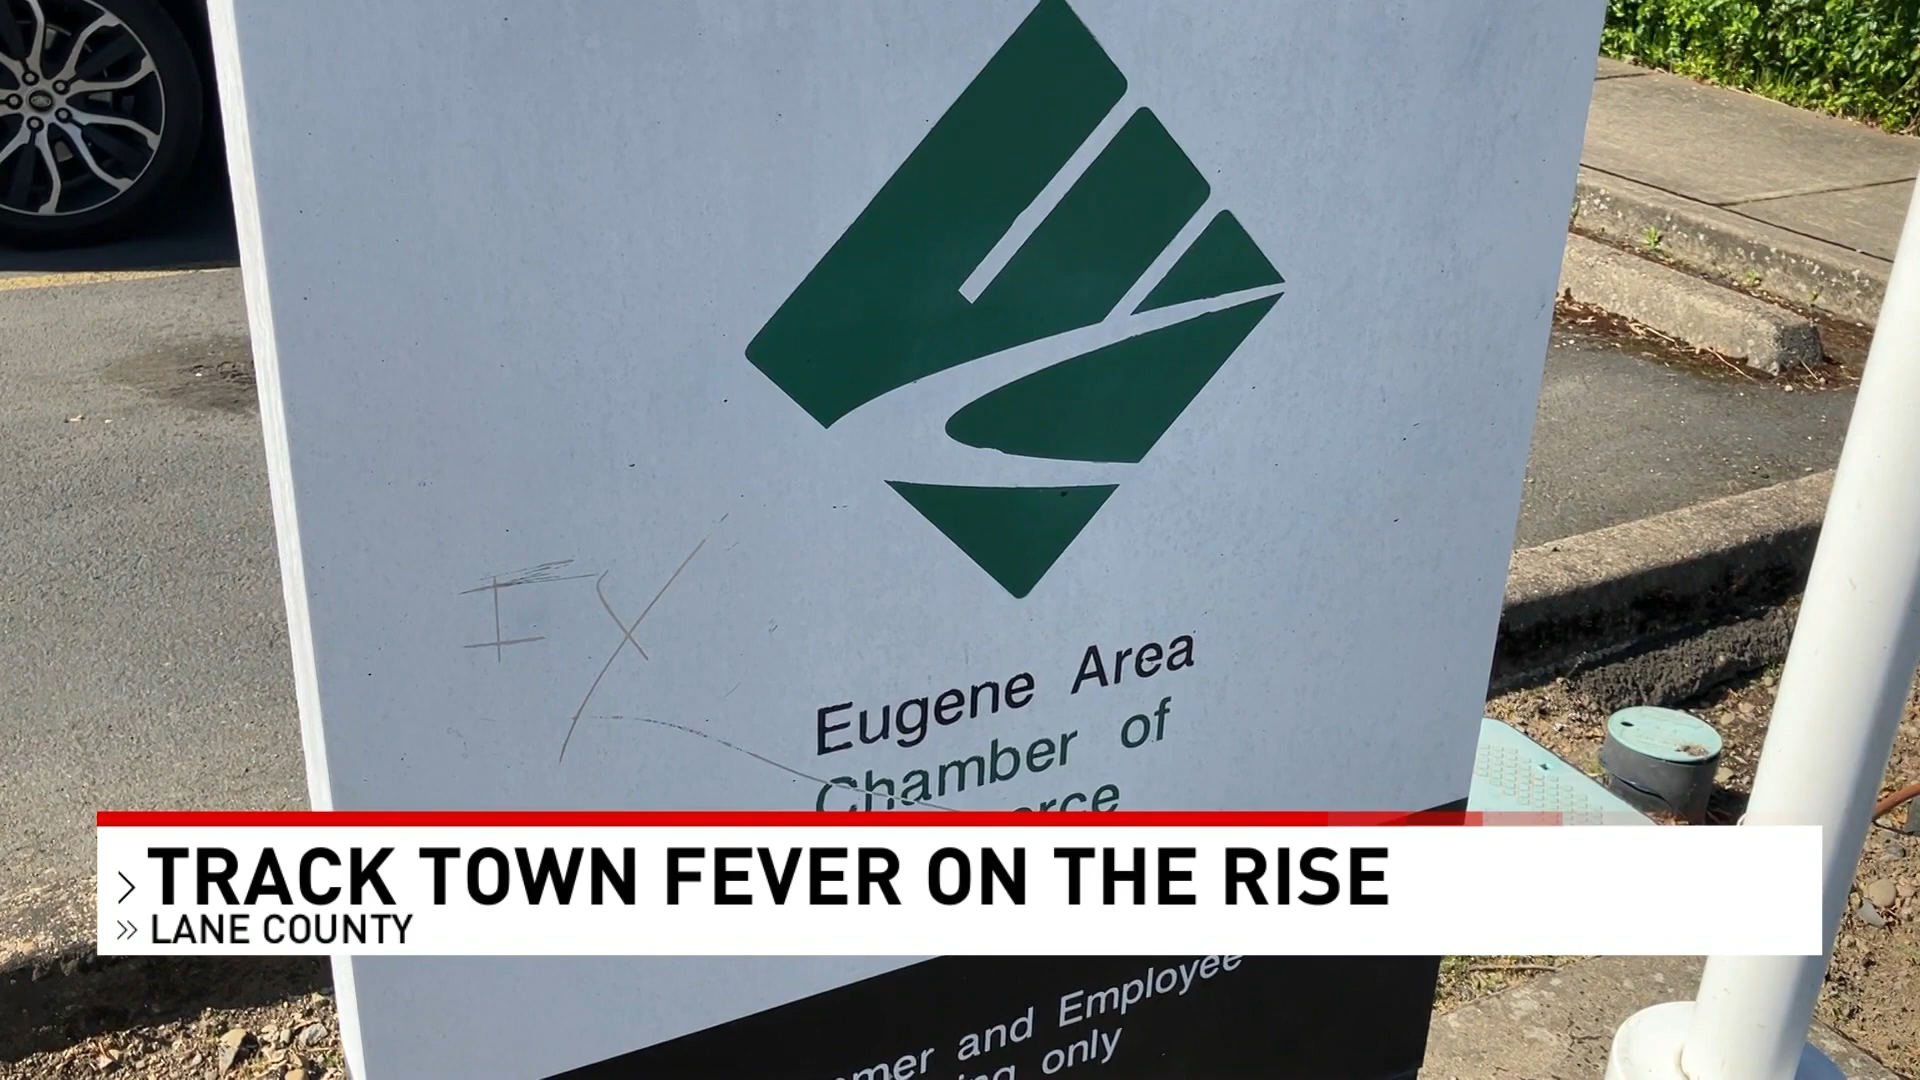 IX
Eugene Area
Chamber of
TRACK TOWN FEVER ON THE RISE
LANE COUNTY
and Employee
only